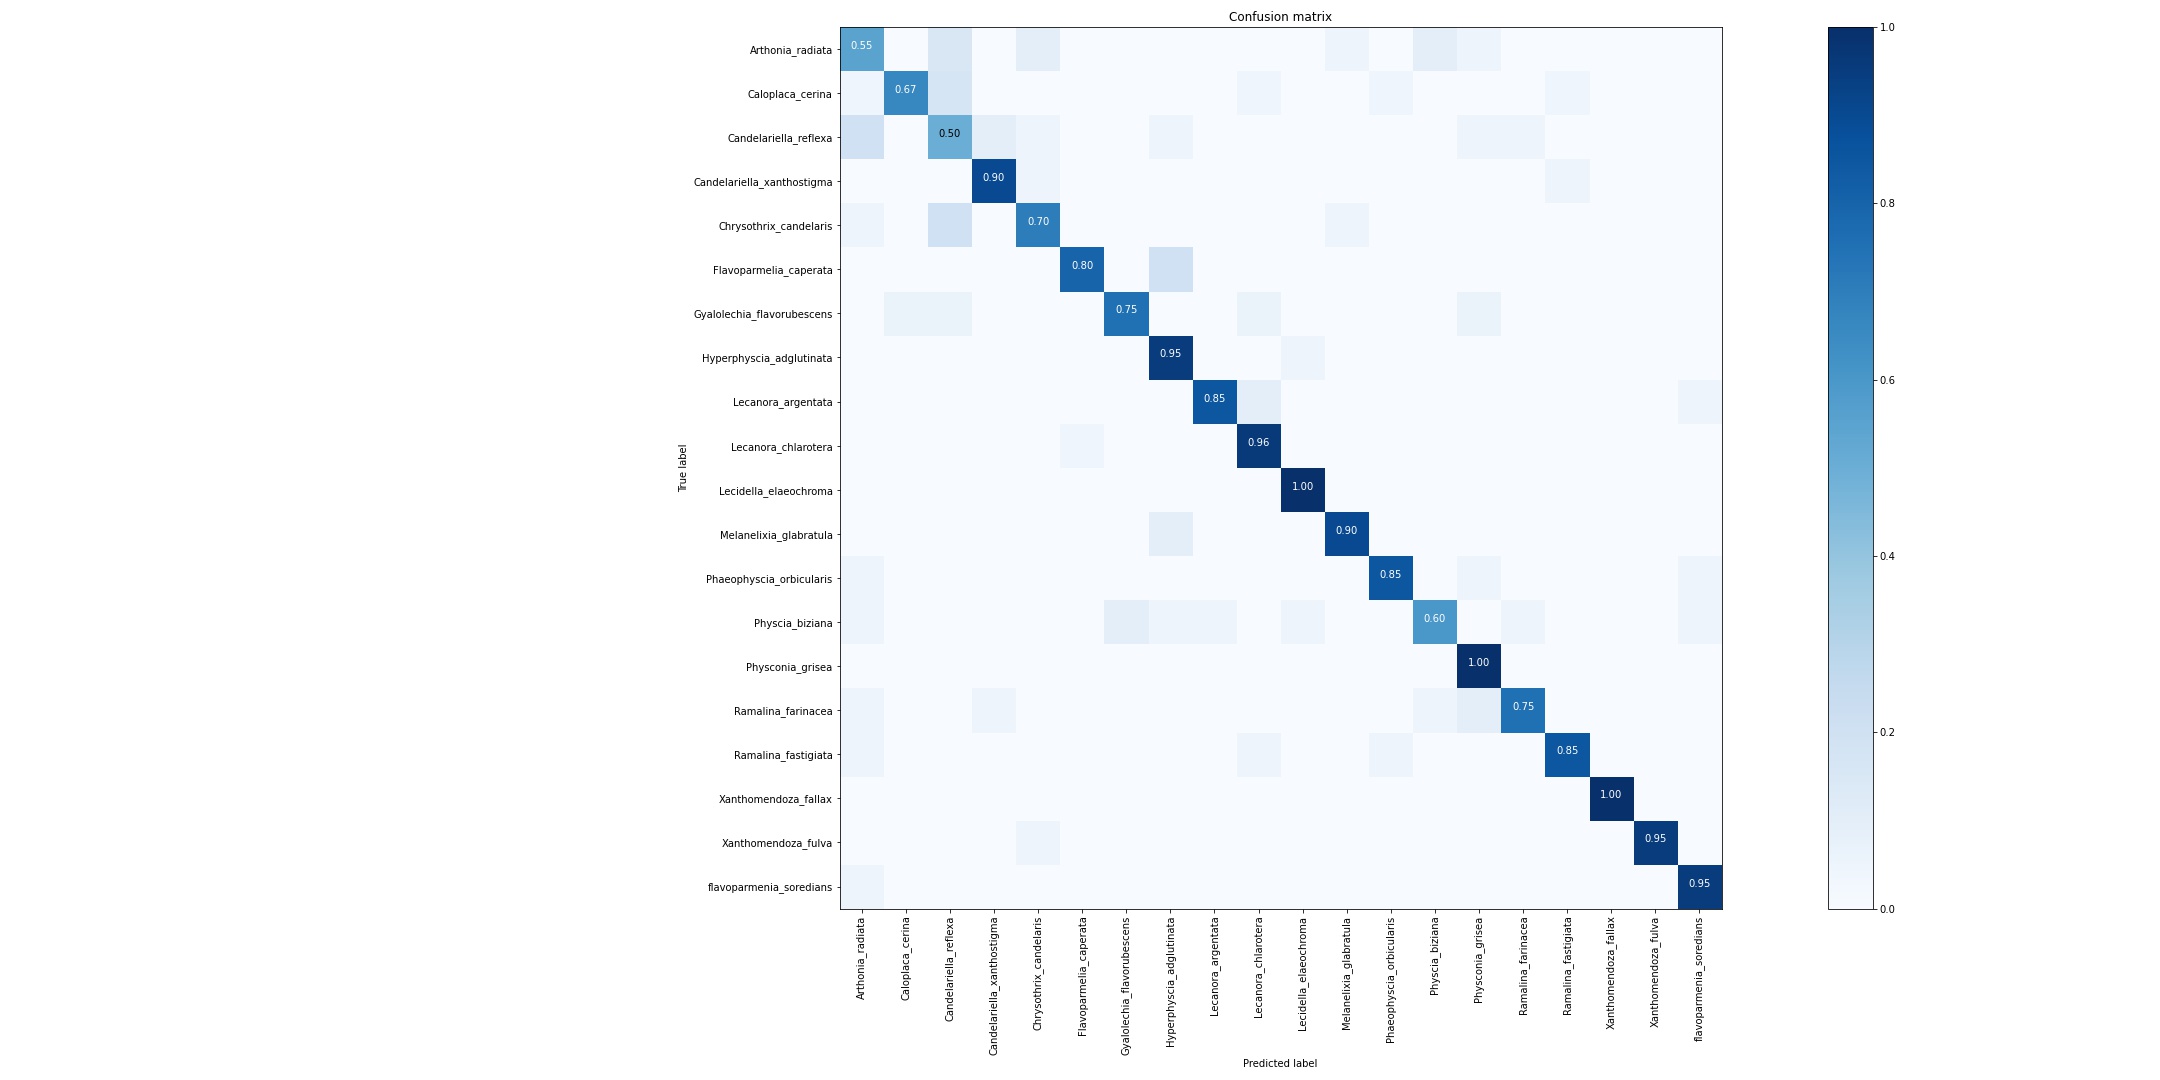 Confusion matrix
Arthonia_radiata
Caloplaca_cerina
Candelariella_reflexa
Candelariella_xanthostigma
Chrysothrix_candelaris
Flavoparmelia_caperata
Gyalolechia_flavorubescens
Hyperphyscia_adglutinata
Lecanora_argentata
Lecanora_chlarotera
Lecidella_elaeochroma
Melanelixia_glabratula
Phaeophyscia_orbicularis
Physcia_biziana
Physconia_grisea
Ramalina_farinacea
Ramalina_fastigiata
Xanthomendoza_fallax
Xanthomendoza_fulva
flavoparmenia_soredians
True label
0.55
0.67
0.50
0.90
0.70
0.80
0.75
0.95
0.85
0.96
1.00
0.90
0.85
0.60
1.00
0.75
0.85
1.00
0.95
0.95
Arthonia_radiata
Caloplaca_cerina
Candelariella_reflexa
Candelariella_xanthostigma
Chrysothrix_candelaris
Flavoparmelia_caperata
Gyalolechia_flavorubescens
Hyperphyscia_adglutinata
Lecanora_argentata
Lecanora_chlarotera
Lecidella_elaeochroma
Melanelixia_glabratula
Phaeophyscia_orbicularis
Physcia_biziana
Physconia_grisea
Ramalina_farinacea
Ramalina_fastigiata
Xanthomendoza_fallax
Xanthomendoza_fulva
flavoparmenia_soredians
Predicted label
1.0
0.8
0.6
0.4
0.2
0.0